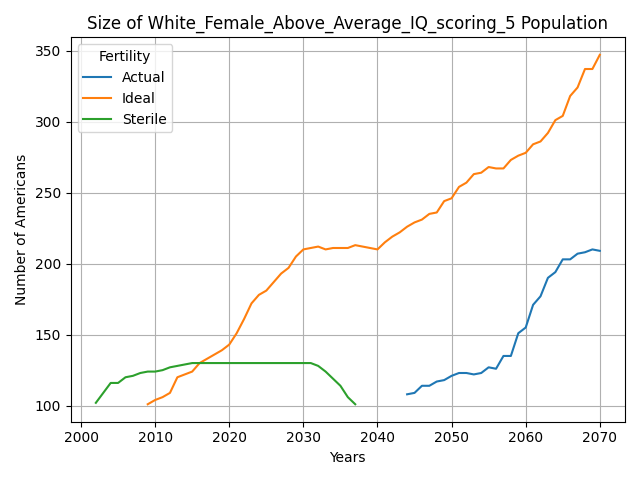 Size of White_Female_Above_Average_IQ_scoring_5 Population
Fertility
Actual
Ideal
Sterile
Number of Americans
350
300
250
200
150
100
2000 2010 2020 2030 2040 2050 2060 2070
Years